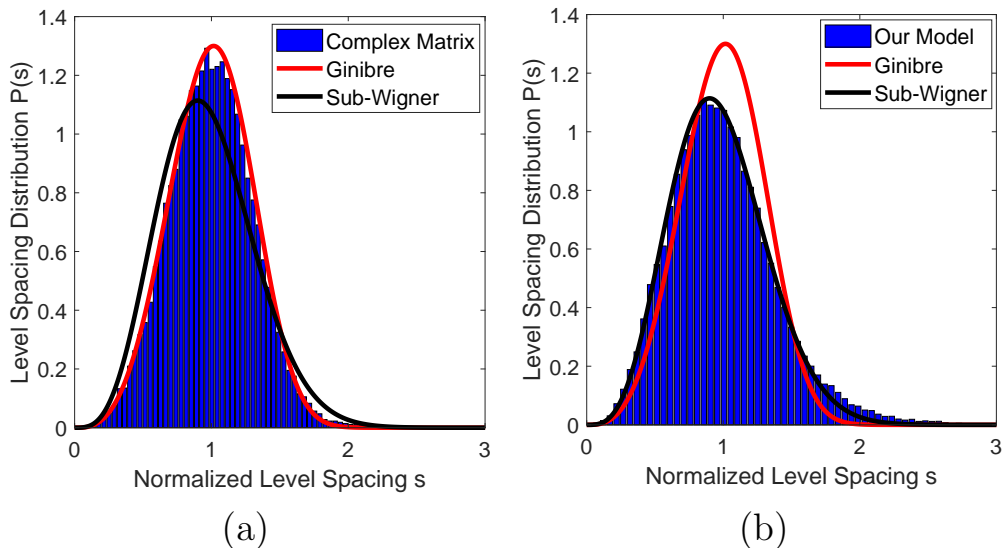 1.4
1.2
1
0.8
0.6
0.4
0.2
0
0
1
2
3
Level Spacing Distribution P(s)
Normalized Level Spacing s
Complex Matrix
Ginibre
Sub-Wigner
(a)
1.4
1.2
1
0.8
0.6
0.4
0.2
0
0
1
2
3
Level Spacing Distribution P(s)
Normalized Level Spacing s
Our Model
Ginibre
Sub-Wigner
(b)